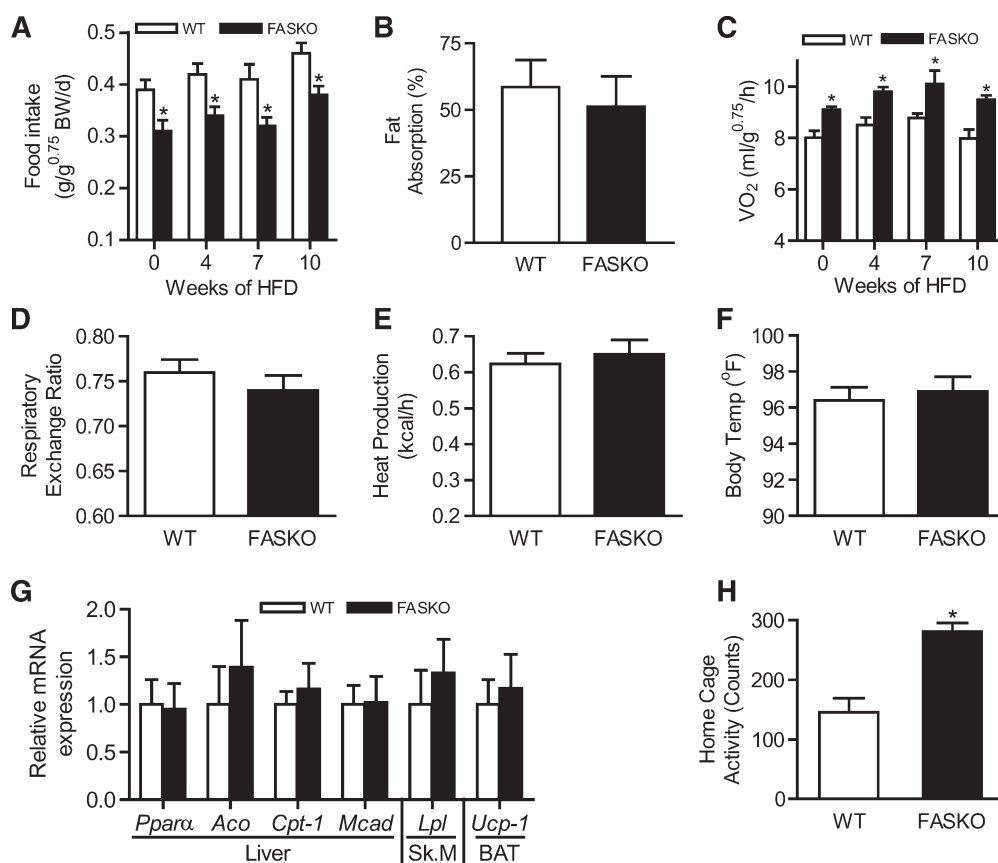 A
WT FASKO
Food intake
(g/g^0.75 BW/d)
0.5
0.4
0.3
0.2
0.1
* * * *
0 4 7 10
Weeks of HFD
B
Fat
Absorption (%)
75
50
25
0
WT FASKO
C
WT FASKO
VO₂ (ml/g^0.75/h)
10
8
6
4
* * * *
0 4 7 10
Weeks of HFD
D
Respiratory
Exchange Ratio
0.80
0.75
0.70
0.65
0.60
WT FASKO
E
Heat Production
(kcal/h)
0.7
0.6
0.5
0.4
0.3
0.2
WT FASKO
F
Body Temp (°F)
100
98
96
94
92
90
WT FASKO
G
WT FASKO
Relative mRNA
expression
2.0
1.5
1.0
0.5
0.0
Pparα Aco Cpt-1 Mcad Lpl Ucp-1
Liver Sk.M BAT
H
Home Cage
Activity (Counts)
300
200
100
0
*
WT FASKO